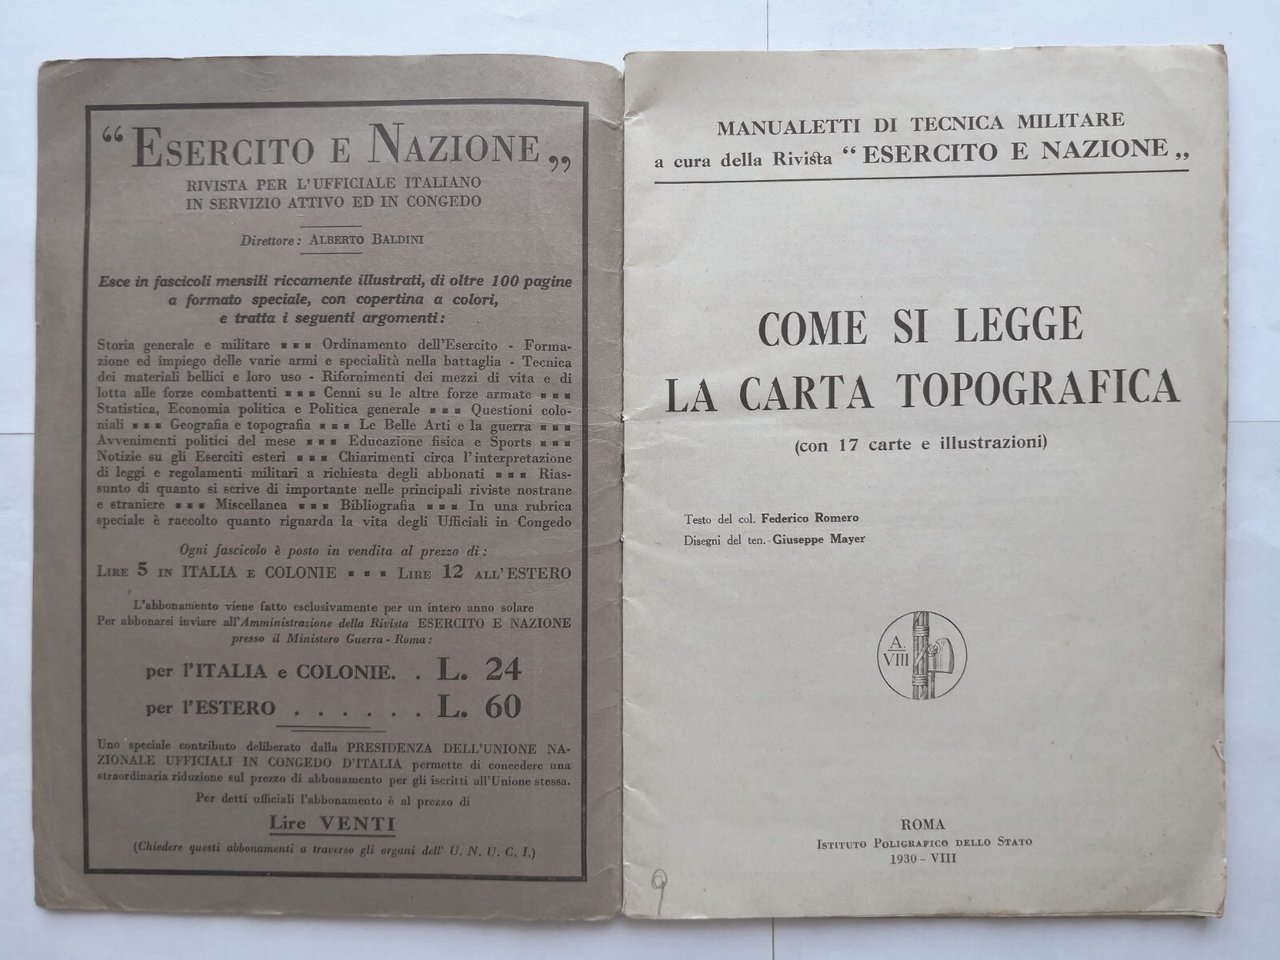 “ ESERCITO E NAZIONE „
RIVISTA PER L'UFFICIALE ITALIANO
IN SERVIZIO ATTIVO ED IN CONGEDO
Direttore: ALBERTO BALDINI
Esce in fascicoli mensili riccamente illustrati, di oltre 100 pagine
a formato speciale, con copertina a colori,
e tratta i seguenti argomenti:
Storia generale e militare ▪ ▪ ▪ Ordinamento dell'Esercito - Forma-
zione ed impiego delle varie armi e specialità nella battaglia - Tecnica
dei materiali bellici e loro uso - Rifornimenti dei mezzi di vita e di
lotta alle forze combattenti ▪ ▪ ▪ Cenni su le altre forze armate ▪ ▪ ▪
Statistica, Economia politica e Politica generale ▪ ▪ ▪ Questioni colo-
niali ▪ ▪ ▪ Geografia e topografia ▪ ▪ ▪ Le Belle Arti e la guerra ▪ ▪ ▪
Avvenimenti politici del mese ▪ ▪ ▪ Educazione fisica e Sports ▪ ▪ ▪
Notizie su gli Eserciti esteri ▪ ▪ ▪ Chiarimenti circa l'interpretazione
di leggi e regolamenti militari a richiesta degli abbonati ▪ ▪ ▪ Rias-
sunto di quanto si scrive di importante nelle principali riviste nostrane
e straniere ▪ ▪ ▪ Miscellanea ▪ ▪ ▪ Bibliografia ▪ ▪ ▪ In una rubrica
speciale è raccolto quanto riguarda la vita degli Ufficiali in Congedo
Ogni fascicolo è posto in vendita al prezzo di:
LIRE 5 IN ITALIA E COLONIE ▪ ▪ ▪ LIRE 12 ALL'ESTERO
L'abbonamento viene fatto esclusivamente per un intero anno solare
Per abbonarsi inviare all'Amministrazione della Rivista ESERCITO E NAZIONE
presso il Ministero Guerra - Roma:
per l'ITALIA e COLONIE. . L. 24
per l'ESTERO . . . . . . L. 60
Uno speciale contributo deliberato dalla PRESIDENZA DELL'UNIONE NA-
ZIONALE UFFICIALI IN CONGEDO D'ITALIA permette di concedere una
straordinaria riduzione sul prezzo di abbonamento per gli iscritti all'Unione stessa.
Per detti ufficiali l'abbonamento è al prezzo di
Lire VENTI
(Chiedere questi abbonamenti a traverso gli organi dell' U. N. U. C. I.)
MANUALETTI DI TECNICA MILITARE
a cura della Rivista “ ESERCITO E NAZIONE „
COME SI LEGGE
LA CARTA TOPOGRAFICA
(con 17 carte e illustrazioni)
Testo del col. Federico Romero
Disegni del ten. Giuseppe Mayer
A.
VIII
ROMA
ISTITUTO POLIGRAFICO DELLO STATO
1930 - VIII
9